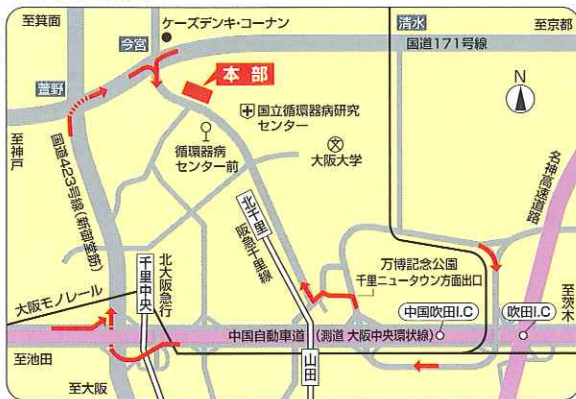 至箕面
ケーズデンキ・コーナン
清水
至京都
今宮
国道171号線
萱野
本部
N
国立循環器病研究
センター
至神戸
循環器病
センター前
大阪大学
国道423号線(新御堂筋)
名神高速道路
北千里
阪急千里線
万博記念公園
千里ニュータウン方面出口
北大阪急行
千里中央
大阪モノレール
至茨木
中国吹田I.C
吹田I.C
中国自動車道 (測道 大阪中央環状線)
至池田
山田
至大阪